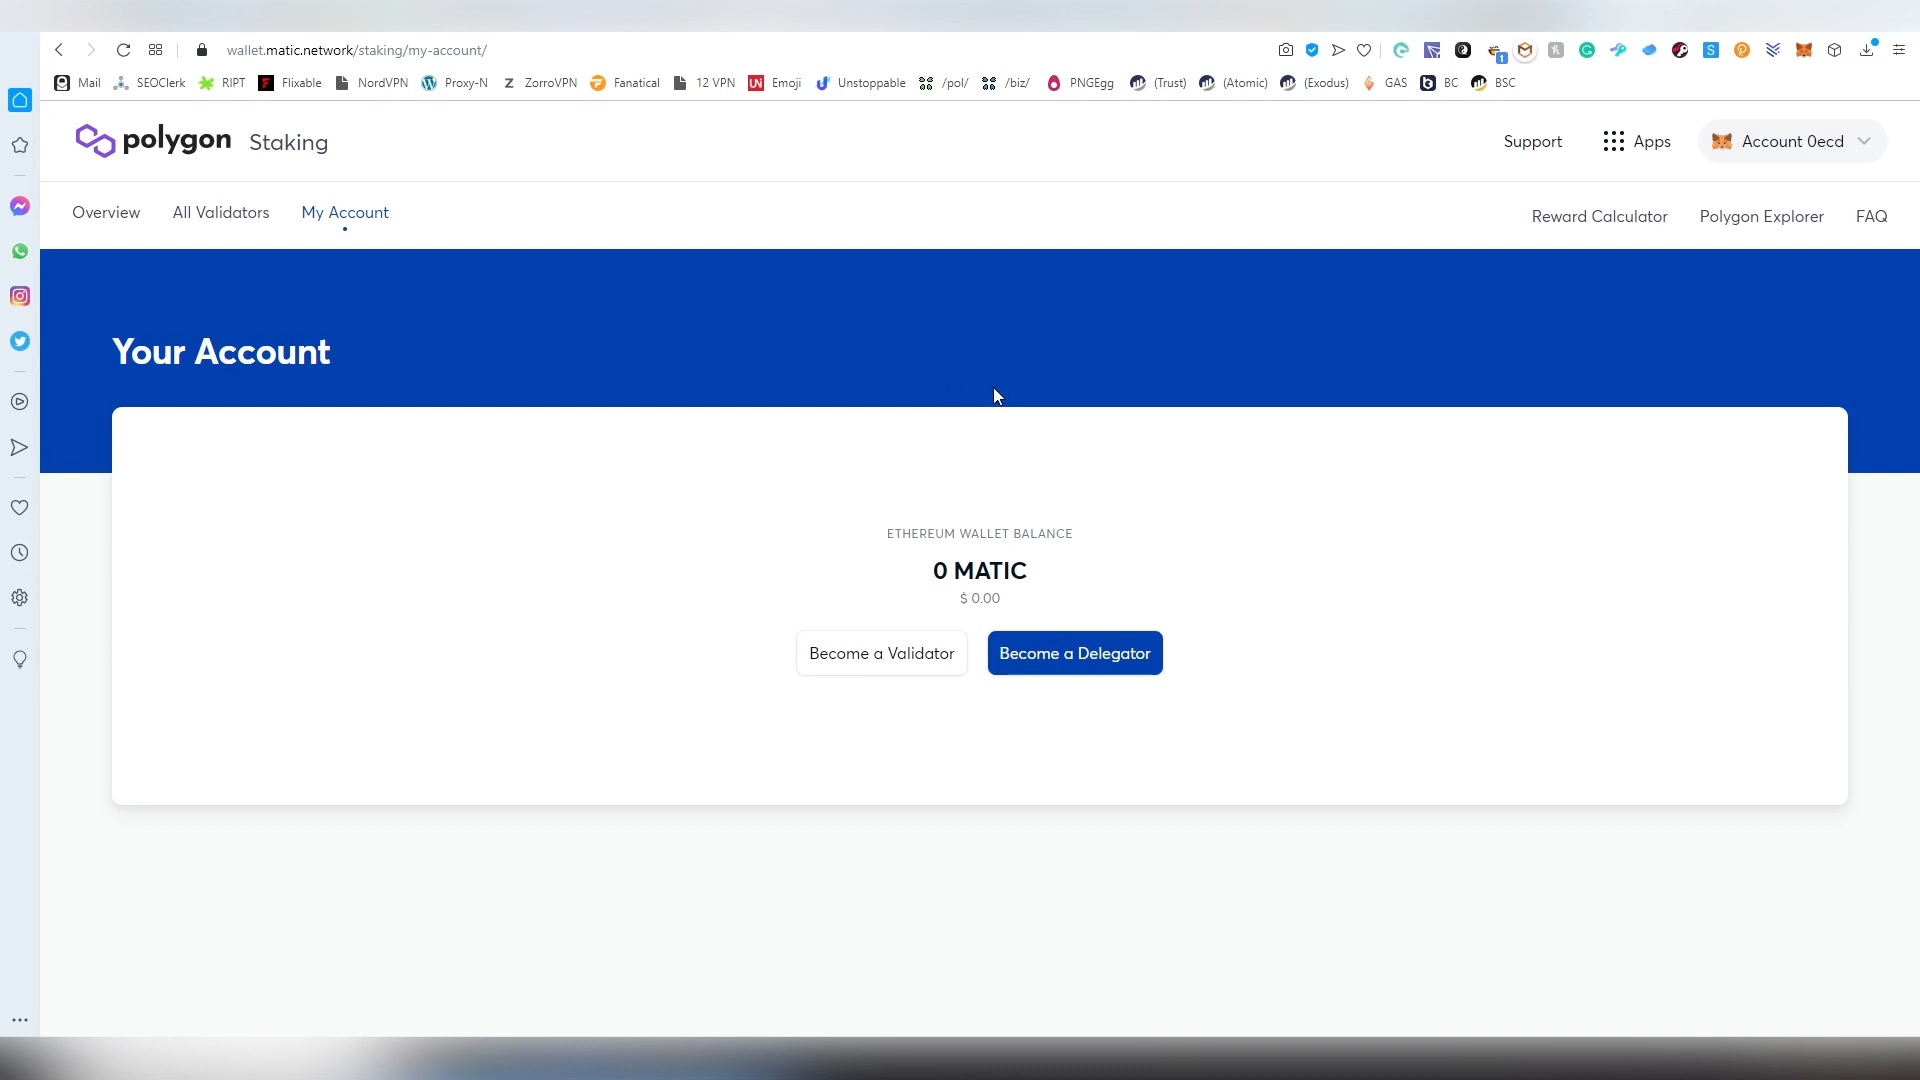 wallet.matic.network/staking/my-account/
1
Mail SEOClerk RIPT Flixable NordVPN Proxy-N Z ZorroVPN Fanatical 12 VPN UN Emoji Unstoppable /pol/ /biz/ PNGEgg (Trust) (Atomic) (Exodus) GAS BC BSC
polygon Staking Support Apps Account 0ecd
Overview All Validators My Account Reward Calculator Polygon Explorer FAQ
Your Account
ETHEREUM WALLET BALANCE
0 MATIC
$ 0.00
Become a Validator Become a Delegator